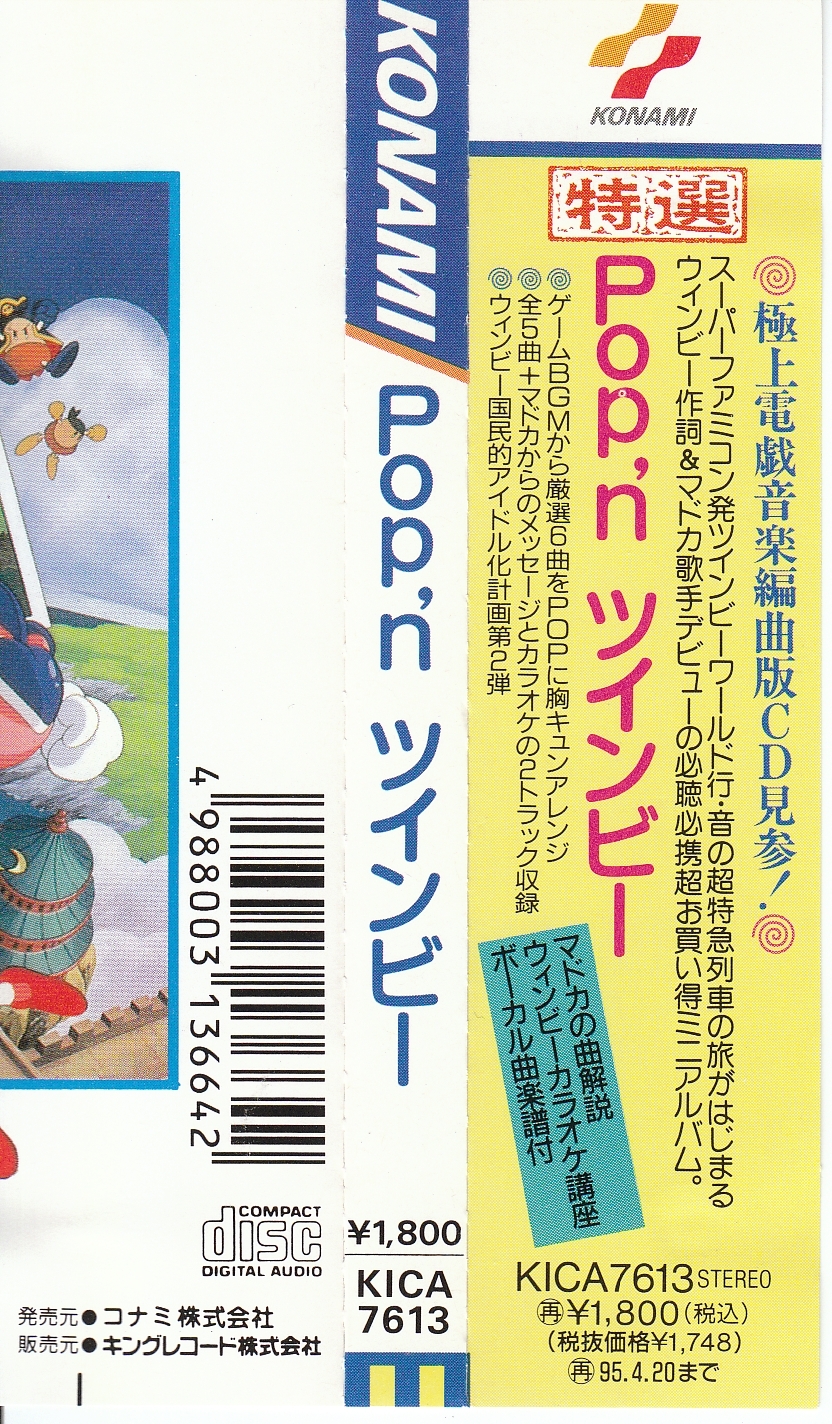 KONAMI
特選
極上電戯音楽編曲版CD見参!
スーパーファミコン発ツインビーワールド行・音の超特急列車の旅がはじまる
ウィンビー作詞&マドカ歌手デビューの必聴必携超お買い得ミニアルバム。
Pop'n ツインビー
ゲームBGMから厳選6曲をPOPに胸キュンアレンジ
全5曲+マドカからのメッセージとカラオケの2トラック収録
ウィンビー国民的アイドル化計画第2弾
マドカの曲解説
ウィンビーカラオケ講座
ボーカル曲楽譜付
KICA7613 STEREO
再¥1,800(税込)
(税抜価格¥1,748)
再95.4.20まで
KONAMI
Pop'n ツインビー
¥1,800
KICA
7613
4 988003 136642
COMPACT
disc
DIGITAL AUDIO
発売元●コナミ株式会社
販売元●キングレコード株式会社